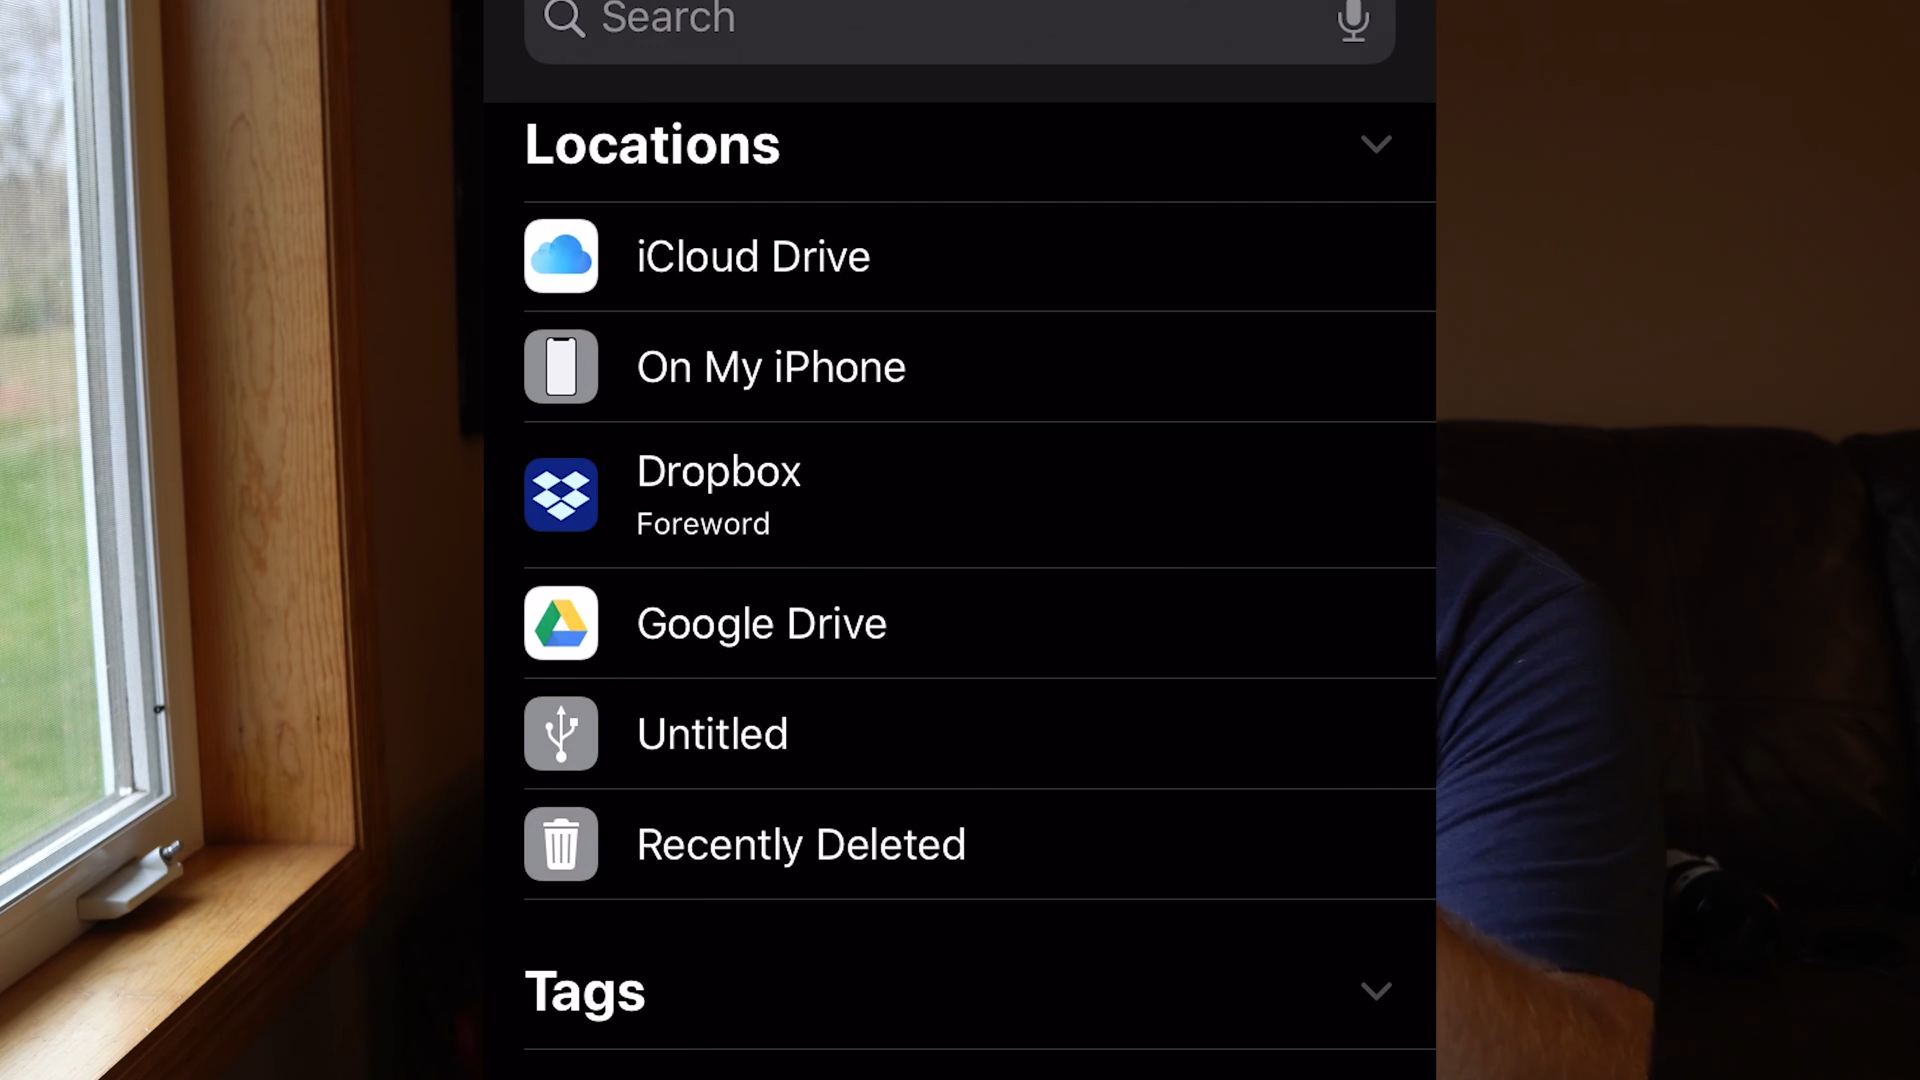 Search
Locations
iCloud Drive
On My iPhone
Dropbox
Foreword
Google Drive
Untitled
Recently Deleted
Tags